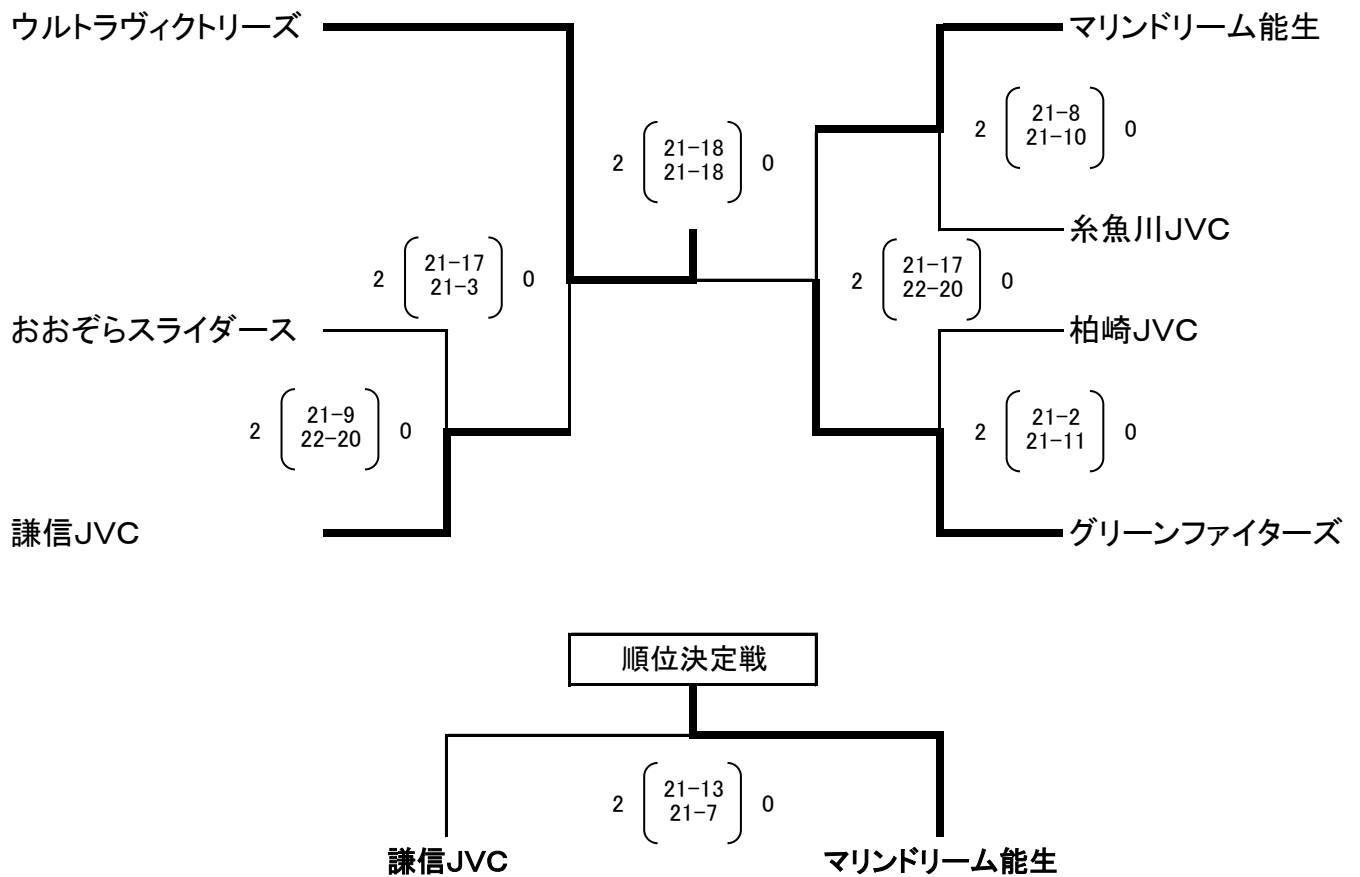 ウルトラヴィクトリーズ
マリンドリーム能生
2 21-8 0
21-10
2 21-18 0
21-18
糸魚川JVC
2 21-17 0
21-3
2 21-17 0
22-20
おおぞらスライダース
柏崎JVC
2 21-9 0
22-20
2 21-2 0
21-11
謙信JVC
グリーンファイターズ
順位決定戦
2 21-13 0
21-7
謙信JVC
マリンドリーム能生